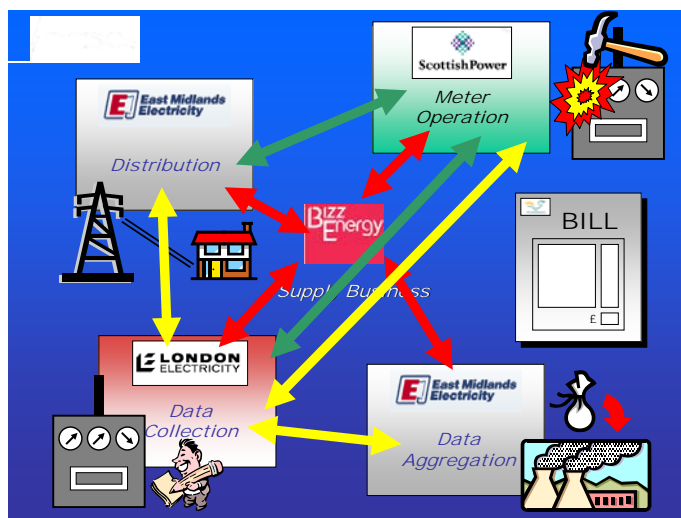 ScottishPower
Meter
Operation
East Midlands
Electricity
Distribution
BIZZ
ENERGY
Supply Business
BILL
£
LONDON
ELECTRICITY
Data
Collection
East Midlands
Electricity
Data
Aggregation